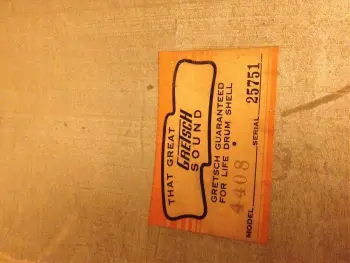 THAT GREAT
GRETSCH
SOUND
GRETSCH GUARANTEED
FOR LIFE DRUM SHELL
4408
MODEL SERIAL 25751